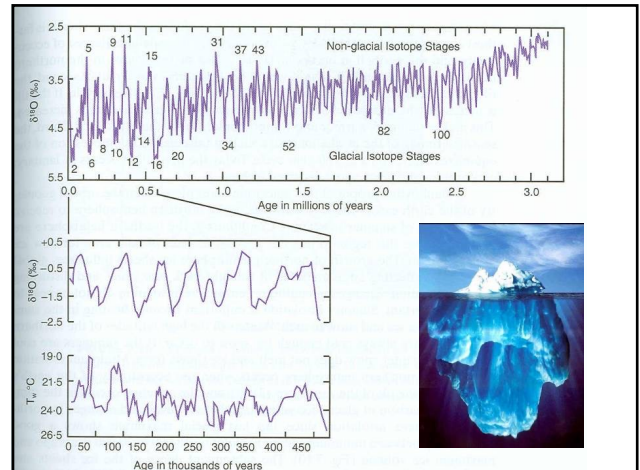 2.5
3.5
4.5
5.5
δ¹⁸O (‰)
5 9 11 15 31 37 43 Non-glacial Isotope Stages
2 6 8 10 12 14 16 20 34 52 82 100
Glacial Isotope Stages
0.0 0.5 1.0 1.5 2.0 2.5 3.0
Age in millions of years
+0.5
-0.5
-1.5
-2.5
δ¹⁸O (‰)
19·0
21·5
24·0
26·5
Tw °C
0 50 100 150 200 250 300 350 400 450
Age in thousands of years